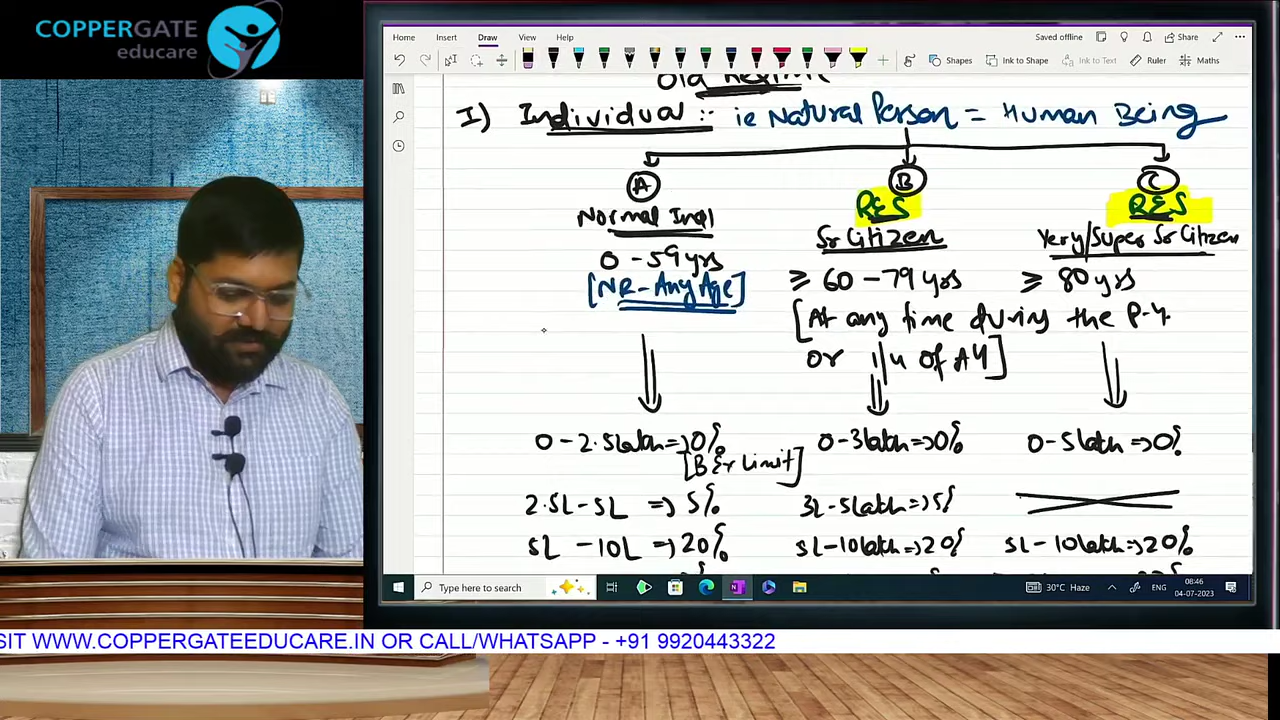 COPPERGATE
educare
Home Insert Draw View Help
Saved offline
Share
Shapes
Ink to Shape
Ink to Text
Ruler
Maths
Old Regime
I) Individual :- ie Natural Person = Human Being
A B C
RES RES
Normal Indl Sr Citizen Very/Super Sr Citizen
0 - 59 yrs ≥ 60 - 79 yrs ≥ 80 yrs
[NR - Any Age] [At any time during the P.Y.
or 1/4 of AY]
0 - 2.5 lakh => 0% 0 - 3 lakh => 0% 0 - 5 lakh => 0%
[B Ex Limit]
2.5L - 5L => 5% 3L - 5 lakh => 5%
5L - 10L => 20% 5L - 10 lakh => 20% 5L - 10 lakh => 20%
Type here to search
30°C Haze
ENG
08:46
04-07-2023
SIT WWW.COPPERGATEEDUCARE.IN OR CALL/WHATSAPP - +91 9920443322